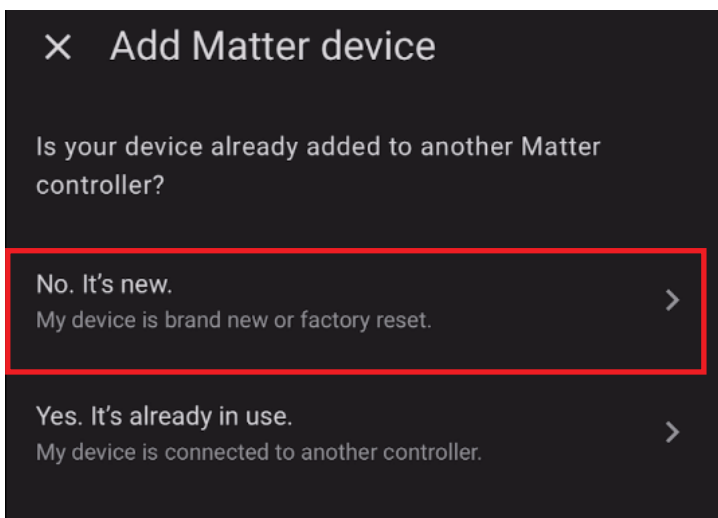 Add Matter device
Is your device already added to another Matter
controller?
No. It’s new.
My device is brand new or factory reset.
Yes. It’s already in use.
My device is connected to another controller.